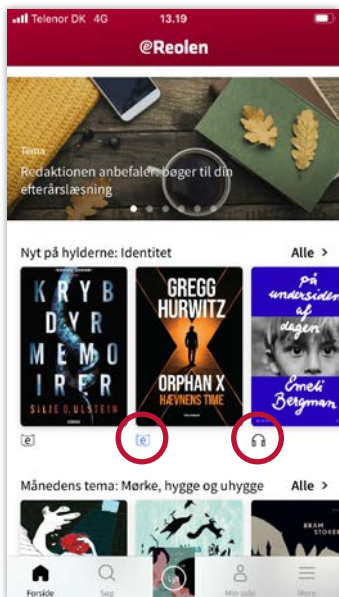 Telenor DK 4G 13.19
@Reolen
Tema
Redaktionen anbefaler: bøger til din
efterårslæsning
Nyt på hylderne: Identitet Alle >
KRYB
DYR
MEMO
IRER
SILJE O. ULSTEIN
GREGG
HURWITZ
ORPHAN X
HÆVNENS TIME
på
undersiden
af
dagen
Emeli
Bergman
Månedens tema: Mørke, hygge og uhygge Alle >
BRAM
STOKER
Forside Søg Min side Mere